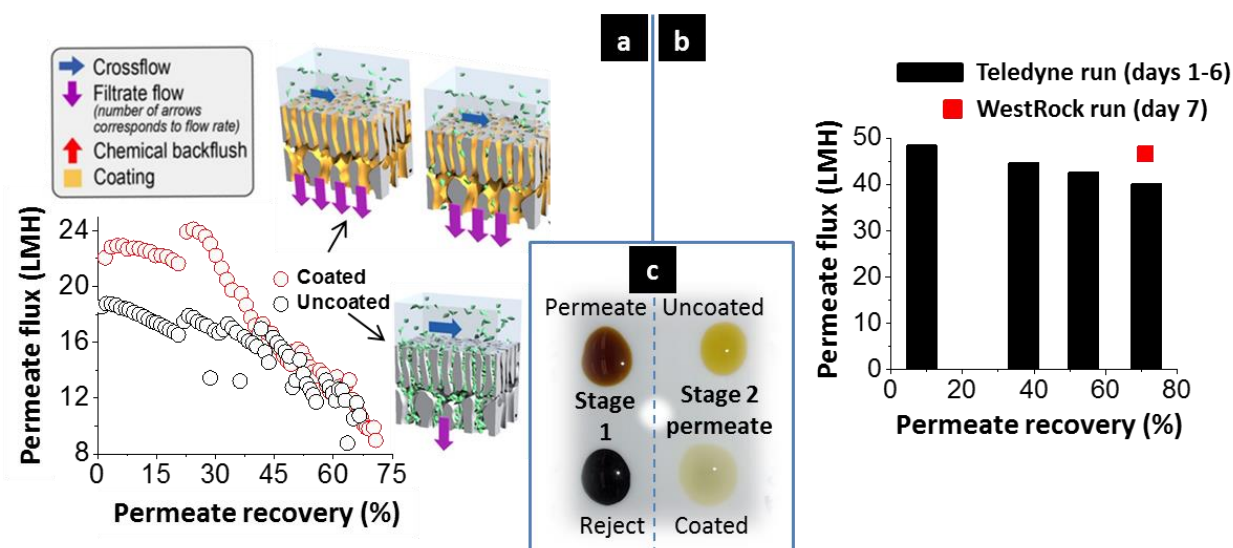 Crossflow
Filtrate flow
(number of arrows
corresponds to flow rate)
Chemical backflush
Coating
Permeate flux (LMH)
24
20
16
12
8
0
15
30
45
60
75
Permeate recovery (%)
Coated
Uncoated
a
b
c
Permeate
Uncoated
Stage
1
Stage 2
permeate
Reject
Coated
Teledyne run (days 1-6)
WestRock run (day 7)
Permeate flux (LMH)
50
40
30
20
10
0
20
40
60
80
Permeate recovery (%)